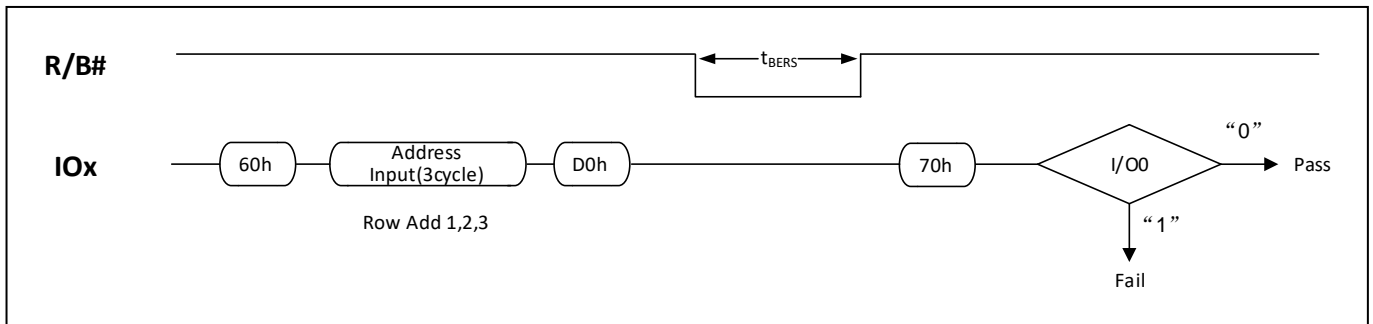 R/B#
tBERS
IOx
60h
Address
Input(3cycle)
D0h
70h
I/O0
“0”
Pass
Row Add 1,2,3
“1”
Fail